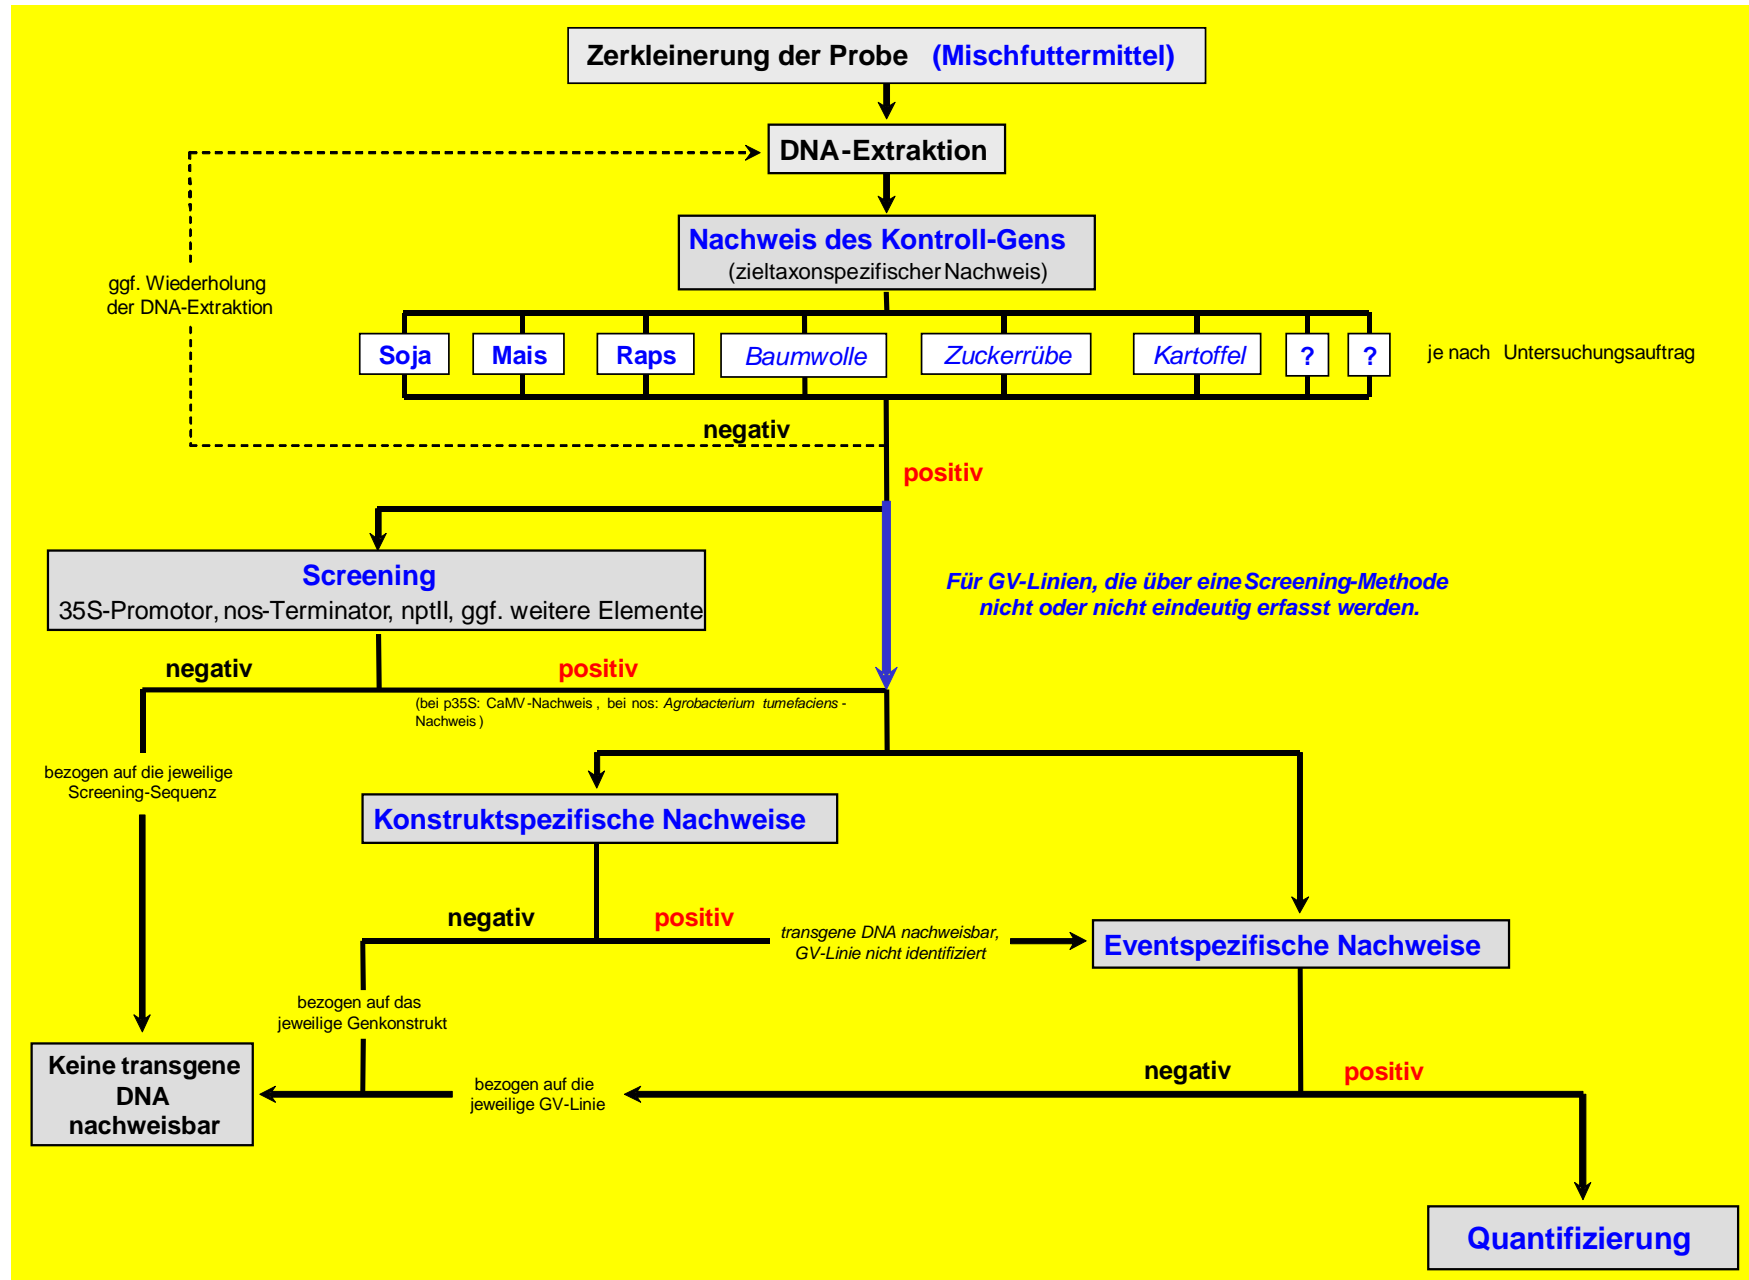 Zerkleinerung der Probe (Mischfuttermittel)
DNA-Extraktion
Nachweis des Kontroll-Gens
(zieltaxonspezifischer Nachweis)
ggf. Wiederholung
der DNA-Extraktion
Soja Mais Raps Baumwolle Zuckerrübe Kartoffel ? ? je nach Untersuchungsauftrag
negativ
positiv
Screening
35S-Promotor, nos-Terminator, nptII, ggf. weitere Elemente
Für GV-Linien, die über eine Screening-Methode
nicht oder nicht eindeutig erfasst werden.
negativ positiv
(bei p35S: CaMV-Nachweis, bei nos: Agrobacterium tumefaciens-
Nachweis)
bezogen auf die jeweilige
Screening-Sequenz
Konstruktspezifische Nachweise
negativ positiv
transgene DNA nachweisbar,
GV-Linie nicht identifiziert
Eventspezifische Nachweise
bezogen auf das
jeweilige Genkonstrukt
Keine transgene
DNA
nachweisbar
bezogen auf die
jeweilige GV-Linie
negativ positiv
Quantifizierung